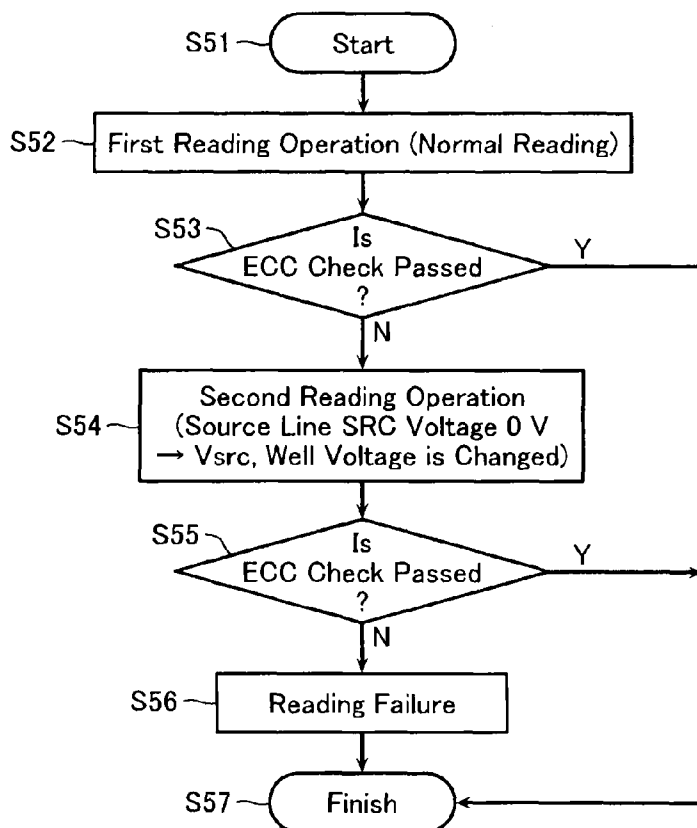 S51
Start
S52
First Reading Operation (Normal Reading)
S53
Is
ECC Check Passed
?
Y
N
S54
Second Reading Operation
(Source Line SRC Voltage 0 V
→ Vsrc, Well Voltage is Changed)
S55
Is
ECC Check Passed
?
Y
N
S56
Reading Failure
S57
Finish